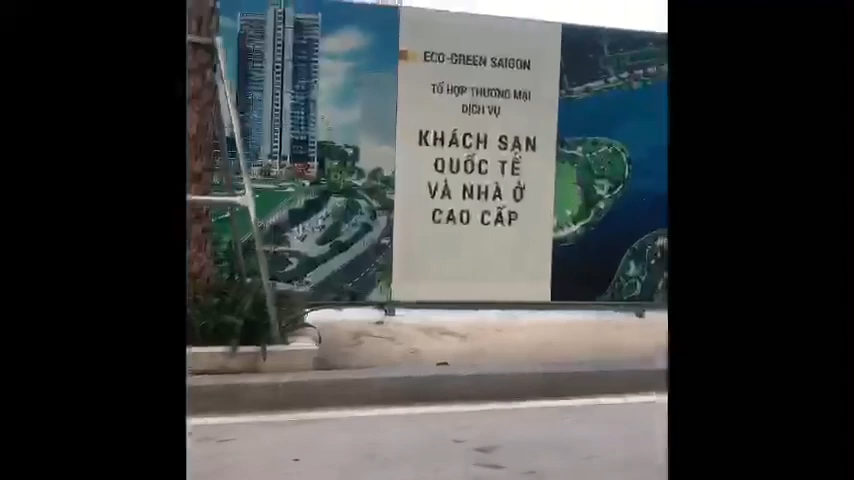 ECO-GREEN SAIGON
TỔ HỢP THƯƠNG MẠI
DỊCH VỤ
KHÁCH SẠN
QUỐC TẾ
VÀ NHÀ Ở
CAO CẤP